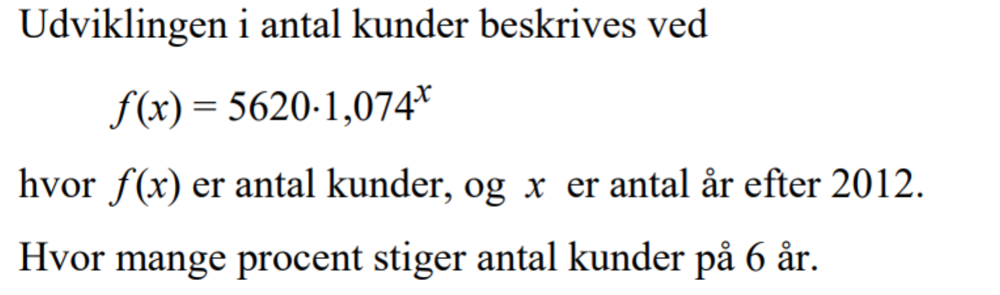 Udviklingen i antal kunder beskrives ved
f(x) = 5620·1,074^x
hvor f(x) er antal kunder, og x er antal år efter 2012.
Hvor mange procent stiger antal kunder på 6 år.